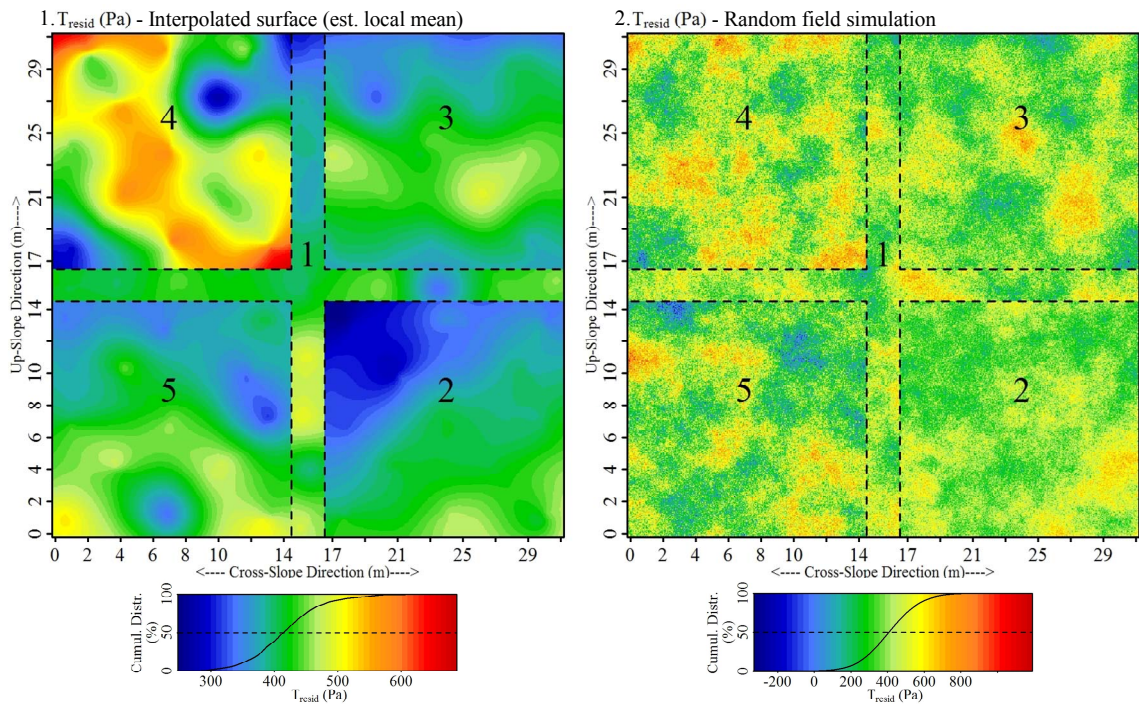 1. T_resid (Pa) - Interpolated surface (est. local mean)
29
25
21
17
14
10
8
6
4
2
0
Up-Slope Direction (m)---->
4
3
1
5
2
0 2 4 6 8 10 14 17 21 25 29
<---- Cross-Slope Direction (m)---->
Cumul. Distr.
(%)
0 50 100
300 400 500 600
T_resid (Pa)
2. T_resid (Pa) - Random field simulation
29
25
21
17
14
10
8
6
4
2
0
Up-Slope Direction (m)---->
4
3
1
5
2
0 2 4 6 8 10 14 17 21 25 29
<---- Cross-Slope Direction (m)---->
Cumul. Distr.
(%)
0 50 100
-200 0 200 400 600 800
T_resid (Pa)